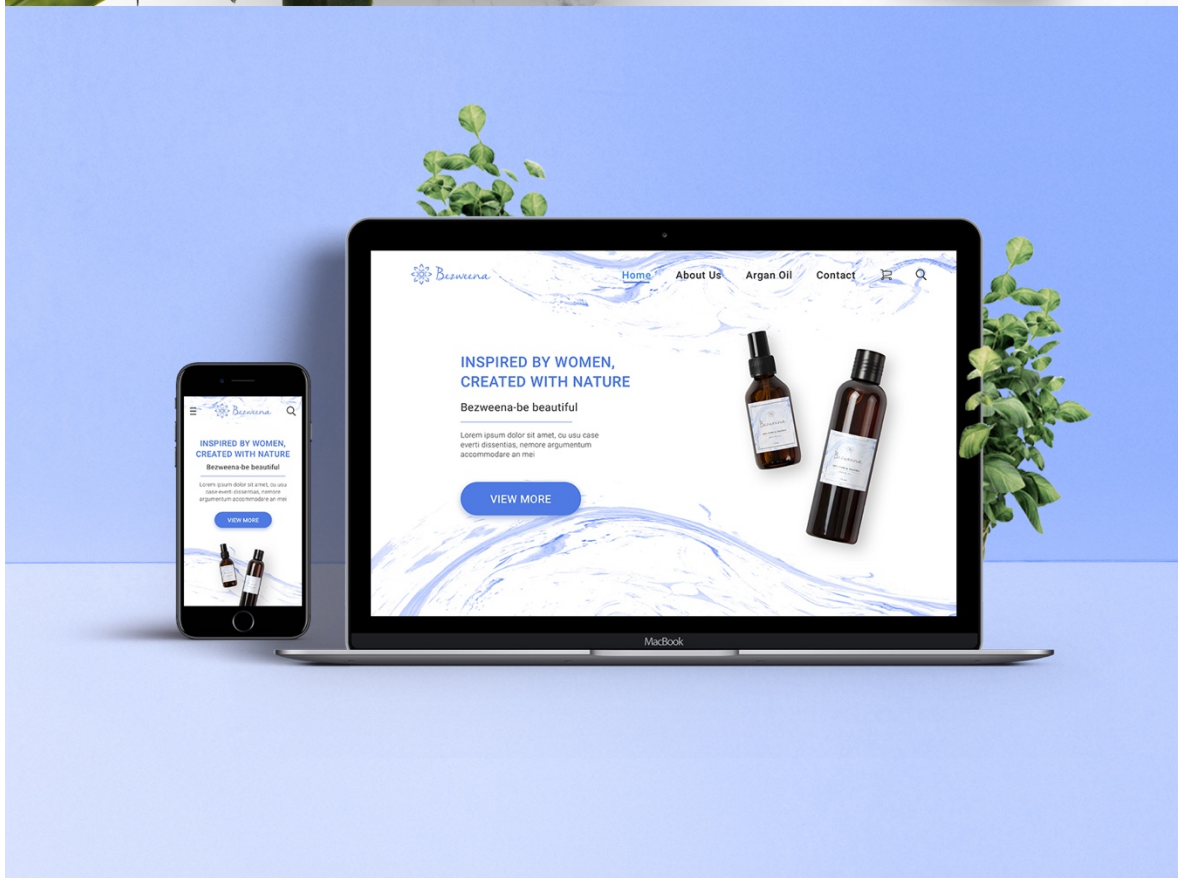 Bezweena
Home About Us Argan Oil Contact
INSPIRED BY WOMEN,
CREATED WITH NATURE
Bezweena-be beautiful
Lorem ipsum dolor sit amet, cu usu case
everti dissentias, nemore argumentum
accommodare an mei
VIEW MORE
Bezweena
Bezweena
MacBook
Bezweena
INSPIRED BY WOMEN,
CREATED WITH NATURE
Bezweena-be beautiful
Lorem ipsum dolor sit amet, cu usu
case everti dissentias, nemore
argumentum accommodare an mei
VIEW MORE